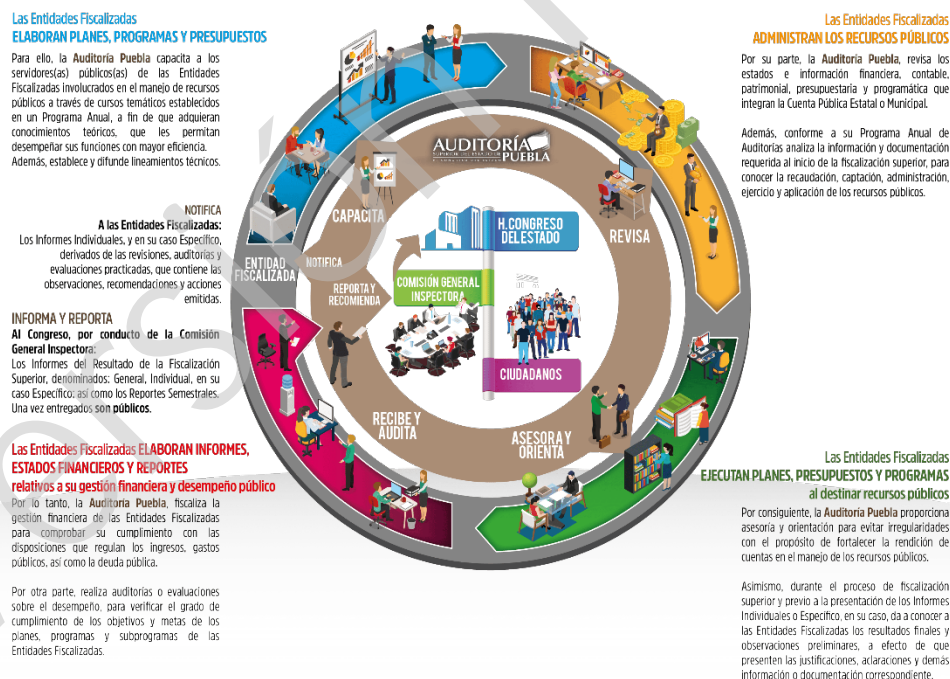 Las Entidades Fiscalizadas
ELABORAN PLANES, PROGRAMAS Y PRESUPUESTOS
Para ello, la Auditoría Puebla capacita a los
servidores(as) públicos(as) de las Entidades
Fiscalizadas involucrados en el manejo de recursos
públicos a través de cursos temáticos establecidos
en un Programa Anual, a fin de que adquieran
conocimientos teóricos, que les permitan
desempeñar sus funciones con mayor eficiencia.
Además, establece y difunde lineamientos técnicos.
NOTIFICA
A las Entidades Fiscalizadas:
Los Informes Individuales, y en su caso Específico,
derivados de las revisiones, auditorías y
evaluaciones practicadas, que contiene las
observaciones, recomendaciones y acciones
emitidas.
INFORMA Y REPORTA
Al Congreso, por conducto de la Comisión
General Inspectora:
Los Informes del Resultado de la Fiscalización
Superior, denominados: General, Individual, en su
caso Específico; así como los Reportes Semestrales.
Una vez entregados son públicos.
Las Entidades Fiscalizadas ELABORAN INFORMES,
ESTADOS FINANCIEROS Y REPORTES
relativos a su gestión financiera y desempeño público
Por lo tanto, la Auditoría Puebla, fiscaliza la
gestión financiera de las Entidades Fiscalizadas
para comprobar su cumplimiento con las
disposiciones que regulan los ingresos, gastos
públicos, así como la deuda pública.
Por otra parte, realiza auditorías o evaluaciones
sobre el desempeño, para verificar el grado de
cumplimiento de los objetivos y metas de los
planes, programas y subprogramas de las
Entidades Fiscalizadas.
AUDITORÍA
PUEBLA
CAPACITA
REVISA
ENTIDAD
FISCALIZADA
NOTIFICA
REPORTA Y
RECOMIENDA
H. CONGRESO
DEL ESTADO
COMISIÓN GENERAL
INSPECTORA
CIUDADANOS
RECIBE Y
AUDITA
ASESORA Y
ORIENTA
Las Entidades Fiscalizadas
ADMINISTRAN LOS RECURSOS PÚBLICOS
Por su parte, la Auditoría Puebla, revisa los
estados e información financiera, contable,
patrimonial, presupuestaria y programática que
integran la Cuenta Pública Estatal o Municipal.
Además, conforme a su Programa Anual de
Auditorías analiza la información y documentación
requerida al inicio de la fiscalización superior, para
conocer la recaudación, captación, administración,
ejercicio y aplicación de los recursos públicos.
Las Entidades Fiscalizadas
EJECUTAN PLANES, PRESUPUESTOS Y PROGRAMAS
al destinar recursos públicos
Por consiguiente, la Auditoría Puebla proporciona
asesoría y orientación para evitar irregularidades
con el propósito de fortalecer la rendición de
cuentas en el manejo de los recursos públicos.
Asimismo, durante el proceso de fiscalización
superior y previo a la presentación de los Informes
Individuales o Específico, en su caso, da a conocer a
las Entidades Fiscalizadas los resultados finales y
observaciones preliminares, a efecto de que
presenten las justificaciones, aclaraciones y demás
información o documentación correspondiente.